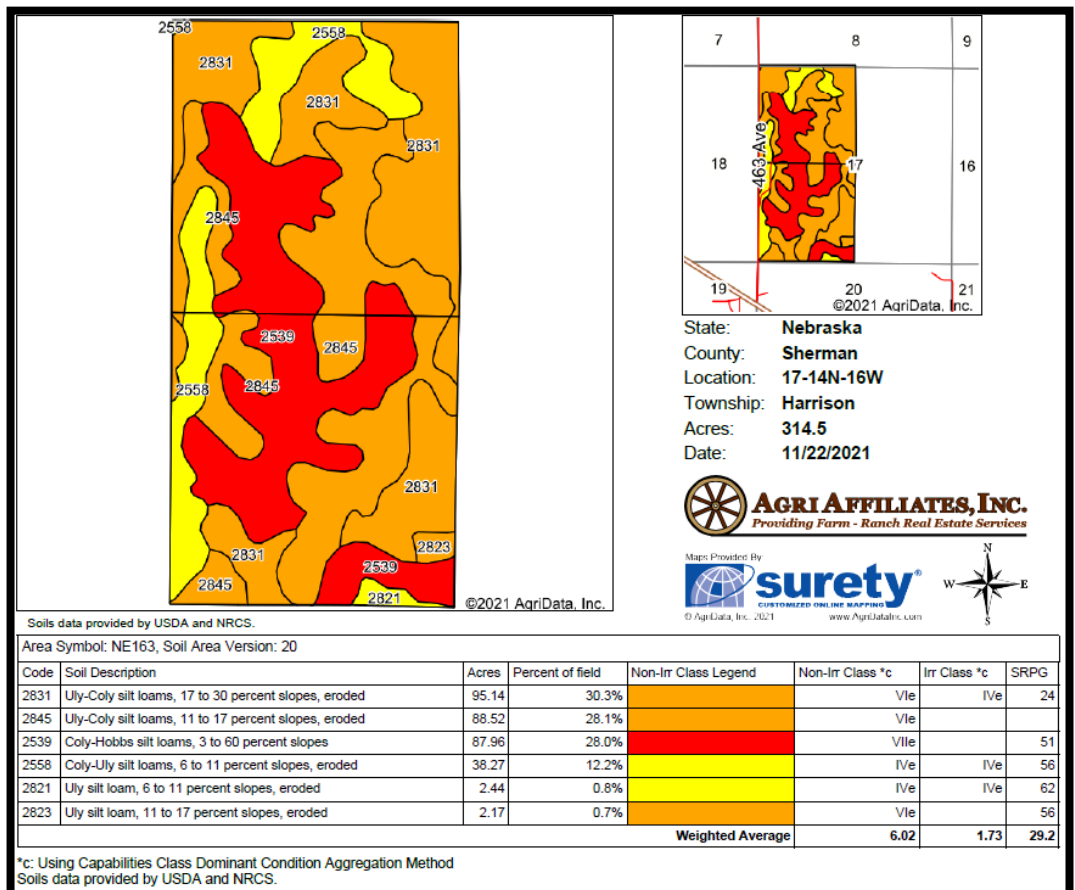 2558
2558
2831
2831
2831
2845
2539
2845
2845
2558
2831
2831
2823
2539
2845
2821
©2021 AgriData, Inc.
7
8
9
463 Ave
18
17
16
19
20
21
©2021 AgriData, Inc.
State: Nebraska
County: Sherman
Location: 17-14N-16W
Township: Harrison
Acres: 314.5
Date: 11/22/2021
AGRI AFFILIATES, INC.
Providing Farm - Ranch Real Estate Services
Maps Provided By
surety®
CUSTOMIZED ONLINE MAPPING
© AgriData, Inc. 2021 www.AgriDataInc.com
N
W E
S
Soils data provided by USDA and NRCS.
Area Symbol: NE163, Soil Area Version: 20
Code Soil Description Acres Percent of field Non-Irr Class Legend Non-Irr Class *c Irr Class *c SRPG
2831 Uly-Coly silt loams, 17 to 30 percent slopes, eroded 95.14 30.3% VIe IVe 24
2845 Uly-Coly silt loams, 11 to 17 percent slopes, eroded 88.52 28.1% VIe
2539 Coly-Hobbs silt loams, 3 to 60 percent slopes 87.96 28.0% VIIe 51
2558 Coly-Uly silt loams, 6 to 11 percent slopes, eroded 38.27 12.2% IVe IVe 56
2821 Uly silt loam, 6 to 11 percent slopes, eroded 2.44 0.8% IVe IVe 62
2823 Uly silt loam, 11 to 17 percent slopes, eroded 2.17 0.7% VIe 56
Weighted Average 6.02 1.73 29.2
*c: Using Capabilities Class Dominant Condition Aggregation Method
Soils data provided by USDA and NRCS.